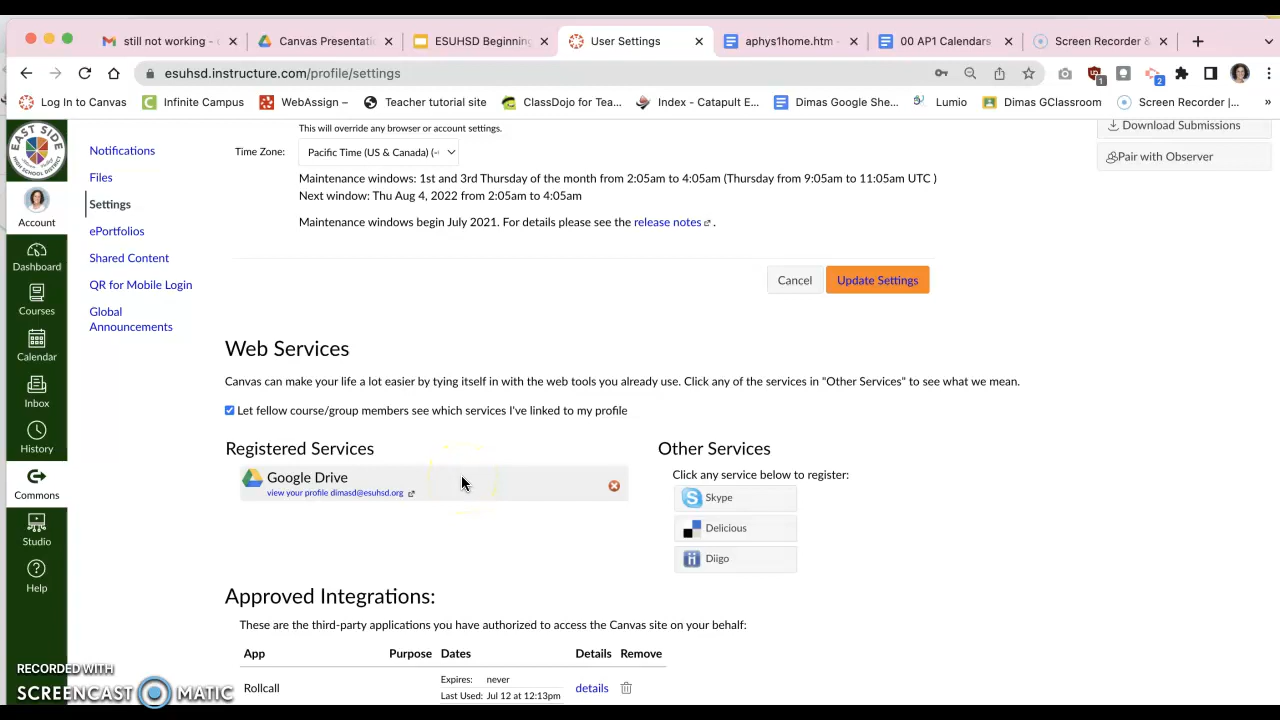 still not working -
Canvas Presentati
ESUHSD Beginning
User Settings
aphys1home.htm -
00 AP1 Calendars
Screen Recorder &
esuhsd.instructure.com/profile/settings
1
2
Log In to Canvas
Infinite Campus
WebAssign –
Teacher tutorial site
ClassDojo for Tea...
Index - Catapult E...
Dimas Google She...
Lumio
Dimas GClassroom
Screen Recorder |...
»
EAST SIDE
Account
Dashboard
Courses
Calendar
Inbox
History
Commons
Studio
Help
Notifications
Files
Settings
ePortfolios
Shared Content
QR for Mobile Login
Global
Announcements
This will override any browser or account settings.
Time Zone:
Pacific Time (US & Canada) (-
Maintenance windows: 1st and 3rd Thursday of the month from 2:05am to 4:05am (Thursday from 9:05am to 11:05am UTC )
Next window: Thu Aug 4, 2022 from 2:05am to 4:05am
Maintenance windows begin July 2021. For details please see the release notes .
Cancel
Update Settings
Download Submissions
Pair with Observer
Web Services
Canvas can make your life a lot easier by tying itself in with the web tools you already use. Click any of the services in "Other Services" to see what we mean.
Let fellow course/group members see which services I've linked to my profile
Registered Services
Google Drive
view your profile dimasd@esuhsd.org
Other Services
Click any service below to register:
Skype
Delicious
Diigo
Approved Integrations:
These are the third-party applications you have authorized to access the Canvas site on your behalf:
App Purpose Dates Details Remove
Rollcall
Expires: never
Last Used: Jul 12 at 12:13pm
details
RECORDED WITH
SCREENCAST MATIC